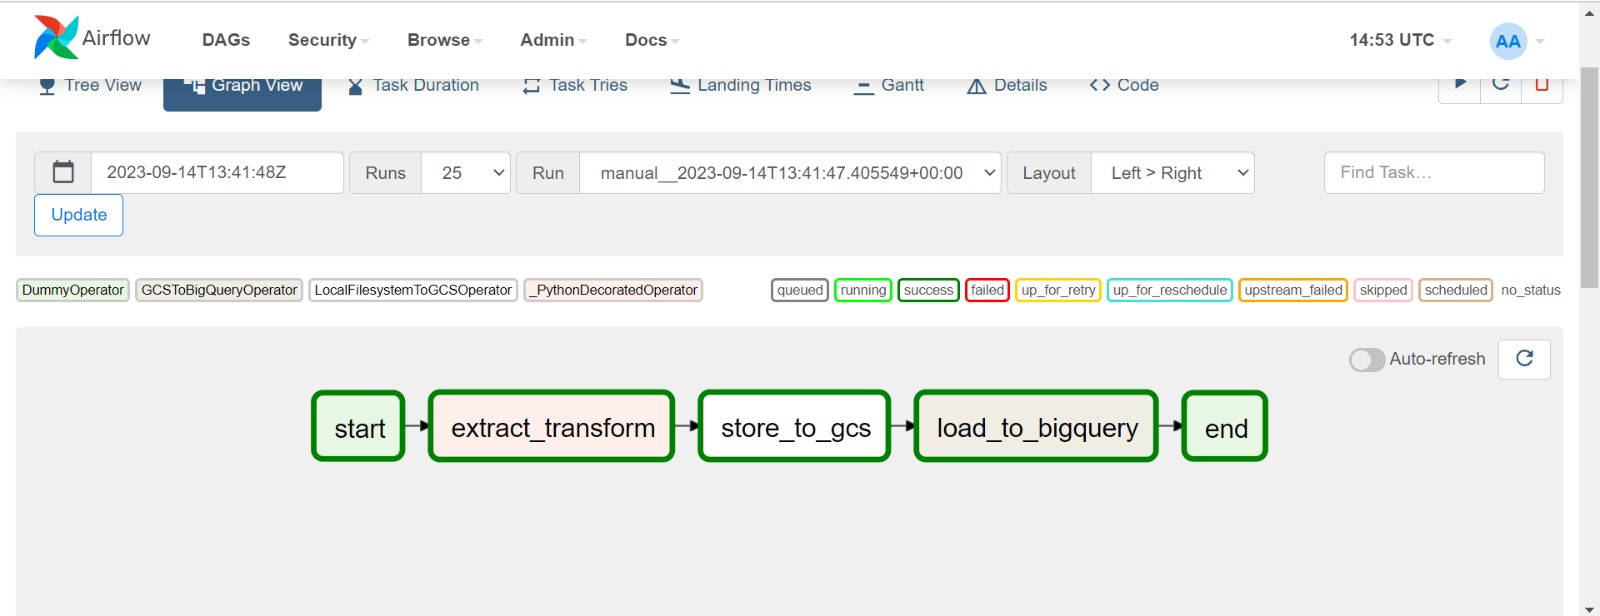 Airflow DAGs Security Browse Admin Docs 14:53 UTC AA
Tree View Graph View Task Duration Task Tries Landing Times Gantt Details Code
2023-09-14T13:41:48Z Runs 25 Run manual__2023-09-14T13:41:47.405549+00:00 Layout Left > Right Find Task...
Update
DummyOperator GCSToBigQueryOperator LocalFilesystemToGCSOperator _PythonDecoratedOperator queued running success failed up_for_retry up_for_reschedule upstream_failed skipped scheduled no_status
Auto-refresh
start extract_transform store_to_gcs load_to_bigquery end